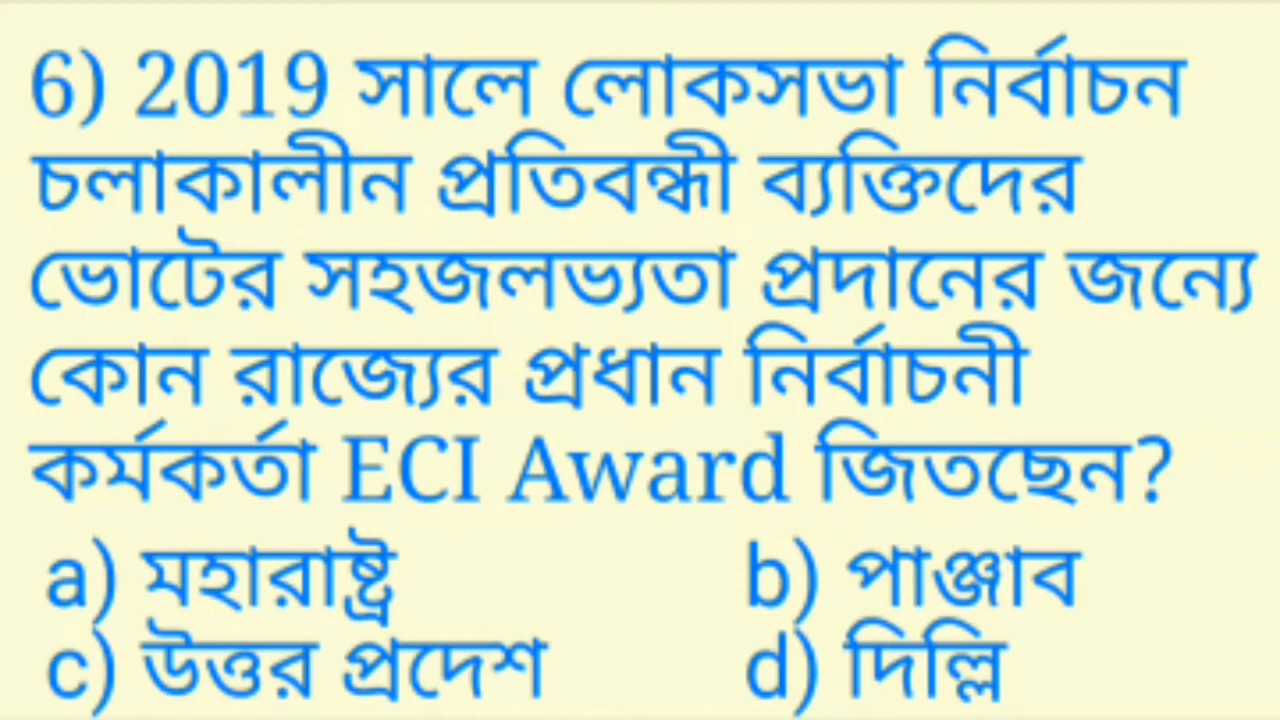 6) 2019 সালে লোকসভা নির্বাচন
চলাকালীন প্রতিবন্ধী ব্যক্তিদের
ভোটের সহজলভ্যতা প্রদানের জন্যে
কোন রাজ্যের প্রধান নির্বাচনী
কর্মকর্তা ECI Award জিতছেন?
a) মহারাষ্ট্র b) পাঞ্জাব
c) উত্তর প্রদেশ d) দিল্লি